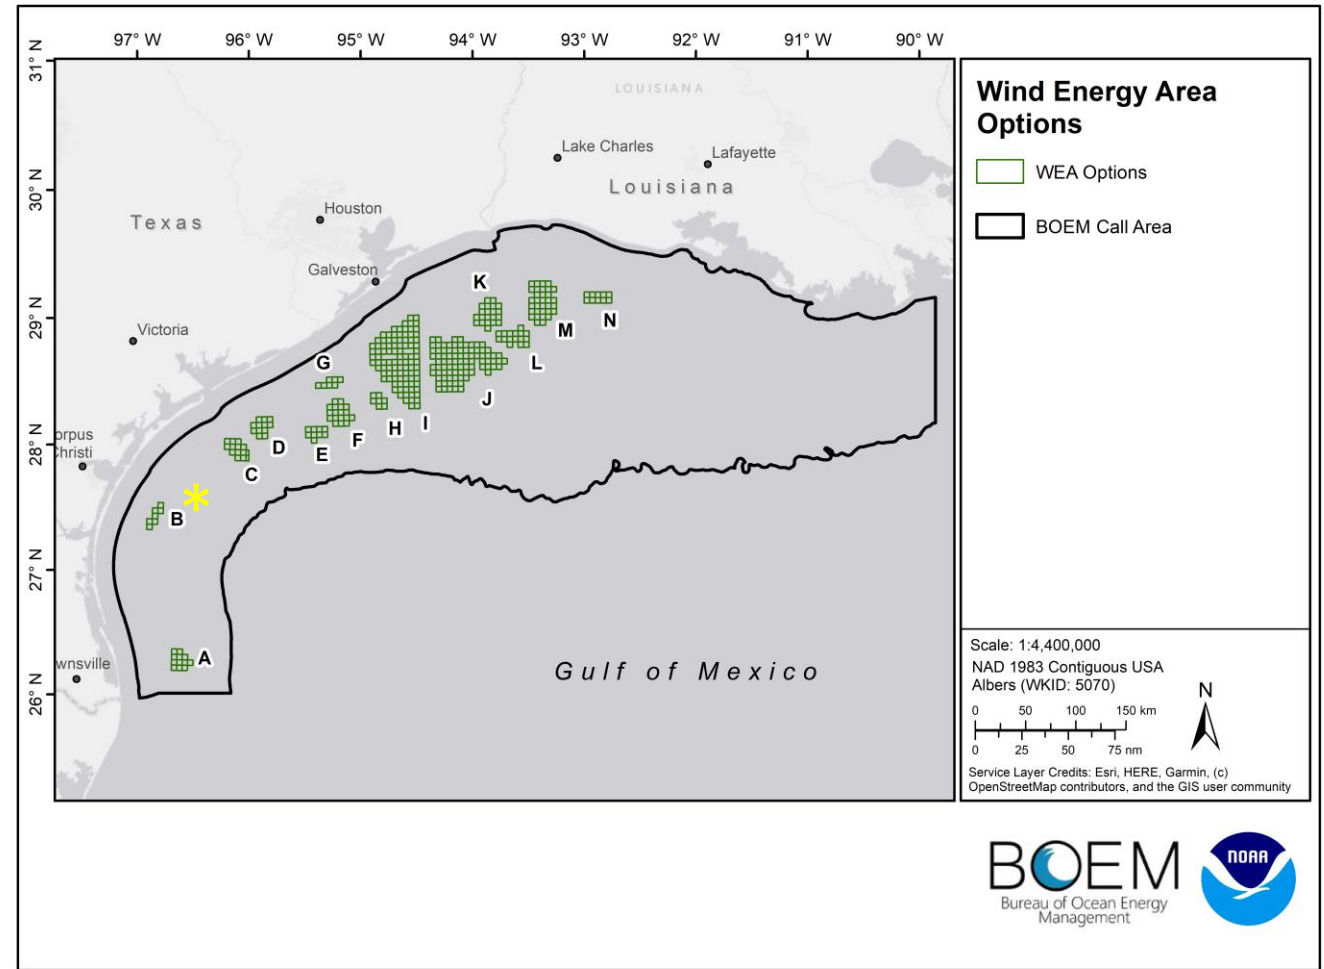 97° W 96° W 95° W 94° W 93° W 92° W 91° W 90° W
31° N
30° N
29° N
28° N
27° N
26° N
LOUISIANA
Lake Charles
Lafayette
Louisiana
Houston
Texas
Galveston
Victoria
orpus
Christi
wnsville
K
M
N
G
L
J
I
H
F
E
D
C
B
A
Gulf of Mexico
Wind Energy Area
Options
WEA Options
BOEM Call Area
Scale: 1:4,400,000
NAD 1983 Contiguous USA
Albers (WKID: 5070)
N
0 50 100 150 km
0 25 50 75 nm
Service Layer Credits: Esri, HERE, Garmin, (c)
OpenStreetMap contributors, and the GIS user community
BOEM
Bureau of Ocean Energy
Management
NOAA